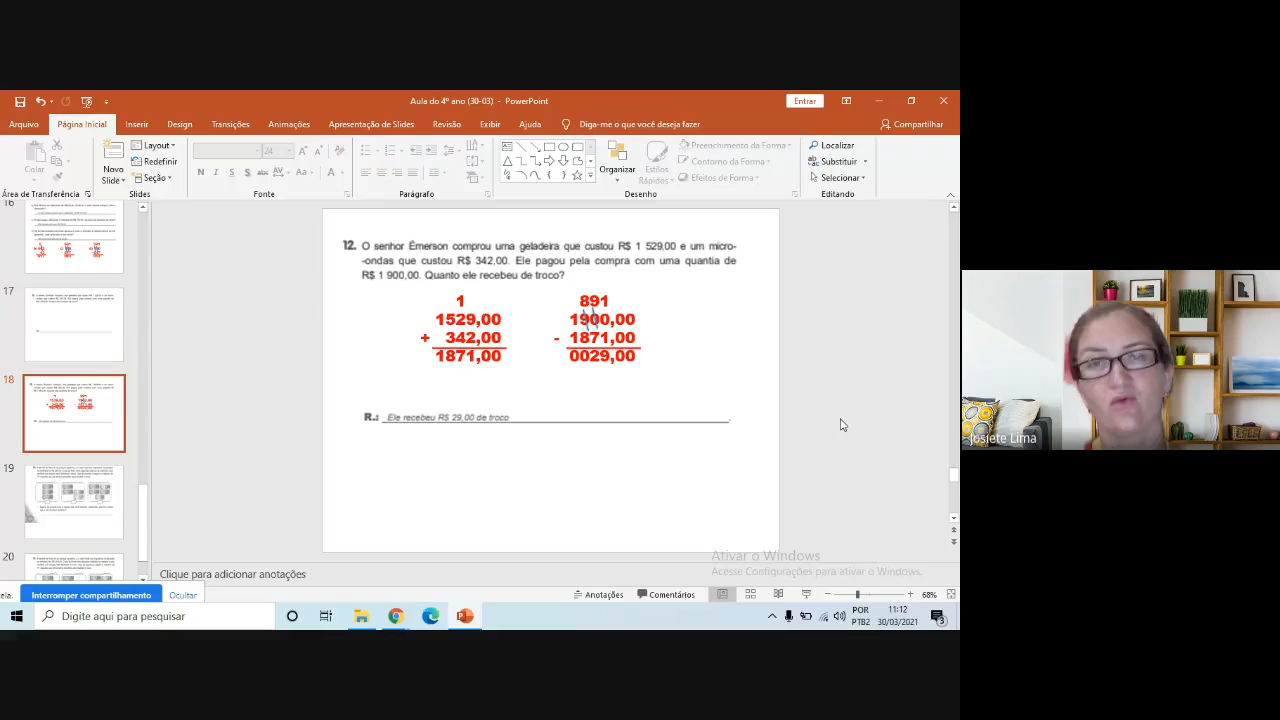 Aula do 4º ano (30-03) - PowerPoint
Entrar
Arquivo Página Inicial Inserir Design Transições Animações Apresentação de Slides Revisão Exibir Ajuda Diga-me o que você deseja fazer Compartilhar
Colar
Novo Slide
Layout
Redefinir
Seção
24
N I S S abc AV Aa A
Organizar
Estilos Rápidos
Preenchimento da Forma
Contorno da Forma
Efeitos de Forma
Localizar
Substituir
Selecionar
Área de Transferência Slides Fonte Parágrafo Desenho Editando
16
17
18
19
20
12. O senhor Êmerson comprou uma geladeira que custou R$ 1 529,00 e um micro-
-ondas que custou R$ 342,00. Ele pagou pela compra com uma quantia de
R$ 1 900,00. Quanto ele recebeu de troco?
1 891
1529,00 1900,00
+ 342,00 - 1871,00
1871,00 0029,00
R.: Ele recebeu R$ 29,00 de troco.
Josiete Lima
Ativar o Windows
Acesse Configurações para ativar o Windows.
Clique para adicionar anotações
ela. Interromper compartilhamento Ocultar
Anotações Comentários 68%
Digite aqui para pesquisar
POR
PTB2
11:12
30/03/2021
3